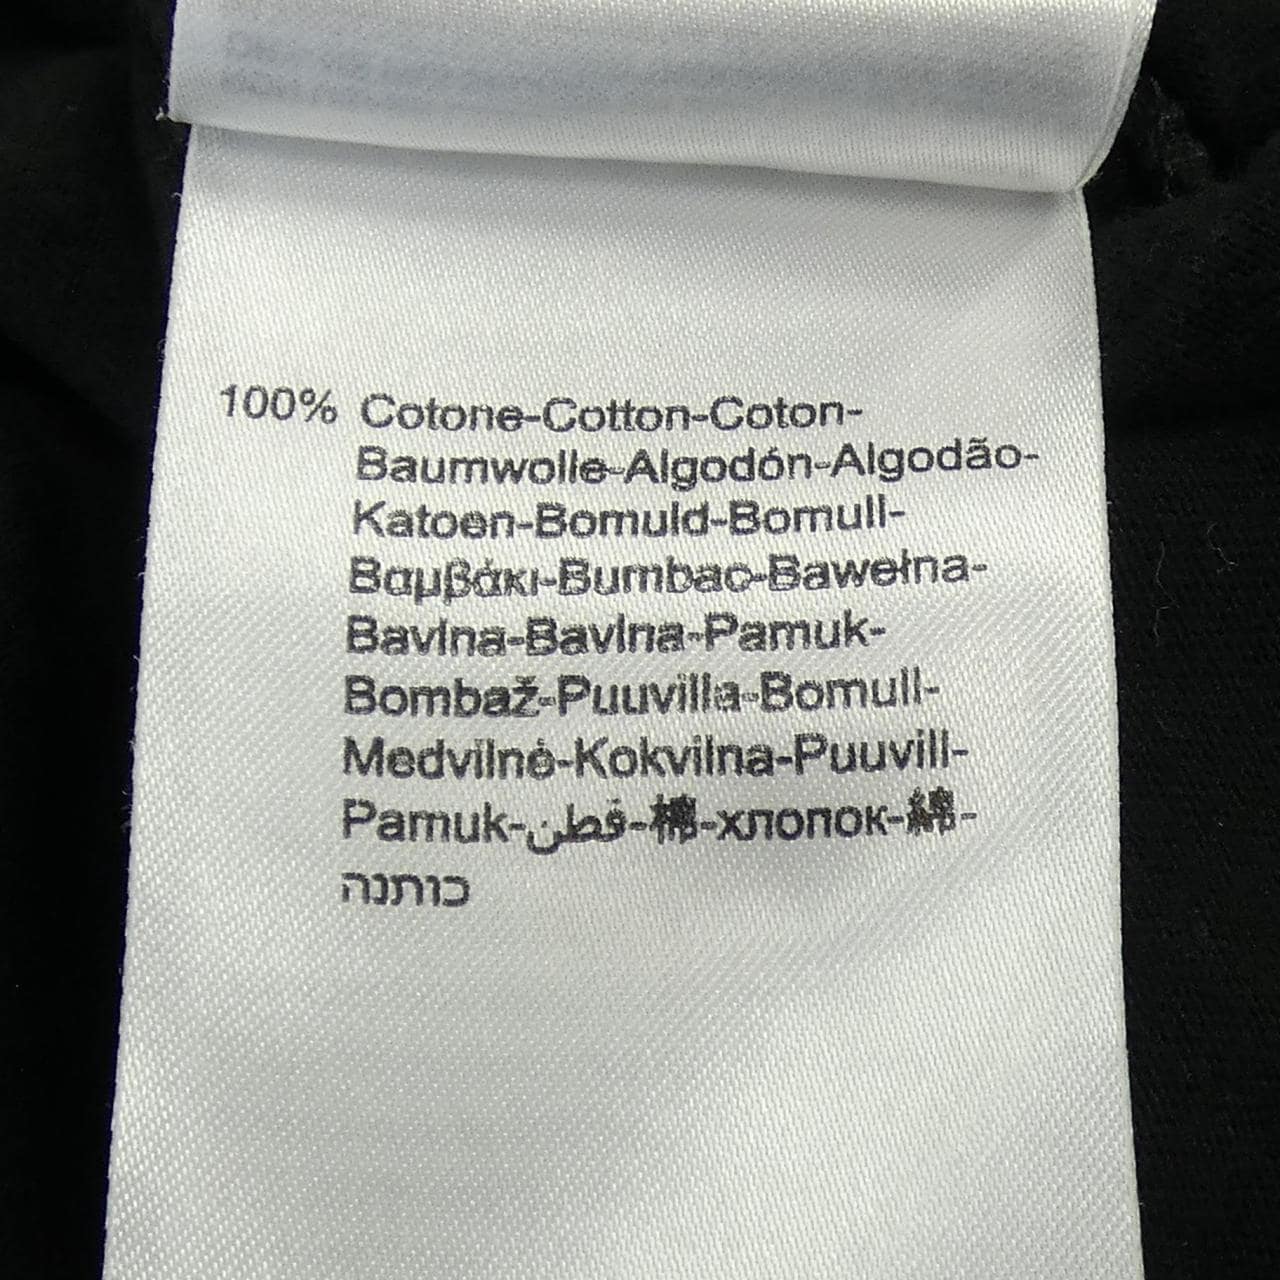 100% Cotone-Cotton-Coton-
Baumwolle-Algodón-Algodão-
Katoen-Bomuld-Bomull-
Βαμβάκι-Bumbac-Bawełna-
Bavlna-Bavlna-Pamuk-
Bombaž-Puuvilla-Bomull-
Medvilnė-Kokvilna-Puuvill-
Pamuk-قطن-棉-хлопок-綿-
כותנה